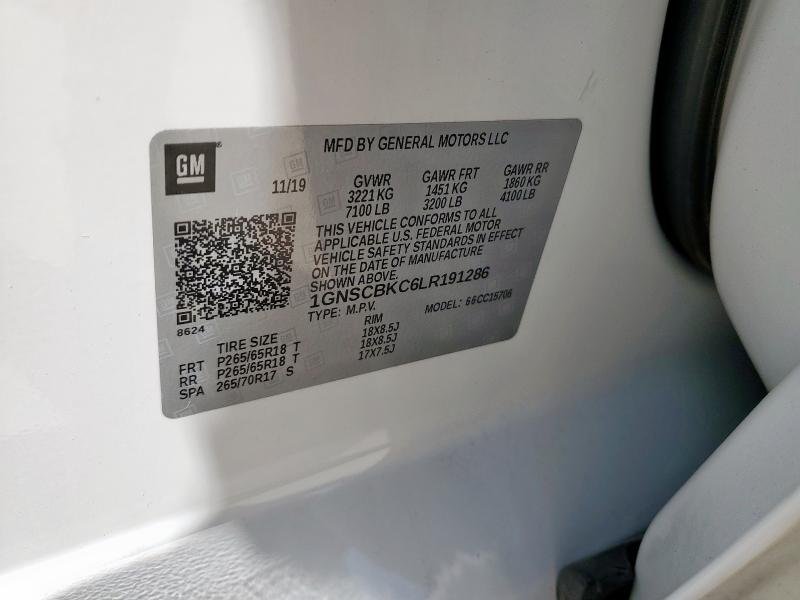 GM
MFD BY GENERAL MOTORS LLC
11/19
GVWR GAWR FRT GAWR RR
3221 KG 1451 KG 1860 KG
7100 LB 3200 LB 4100 LB
THIS VEHICLE CONFORMS TO ALL
APPLICABLE U.S. FEDERAL MOTOR
VEHICLE SAFETY STANDARDS IN EFFECT
ON THE DATE OF MANUFACTURE
SHOWN ABOVE.
1GNSCBKC6LR191286
TYPE: M.P.V. MODEL: 66CC15706
8624
TIRE SIZE RIM
FRT P265/65R18 T 18X8.5J
RR P265/65R18 T 18X8.5J
SPA 265/70R17 S 17X7.5J